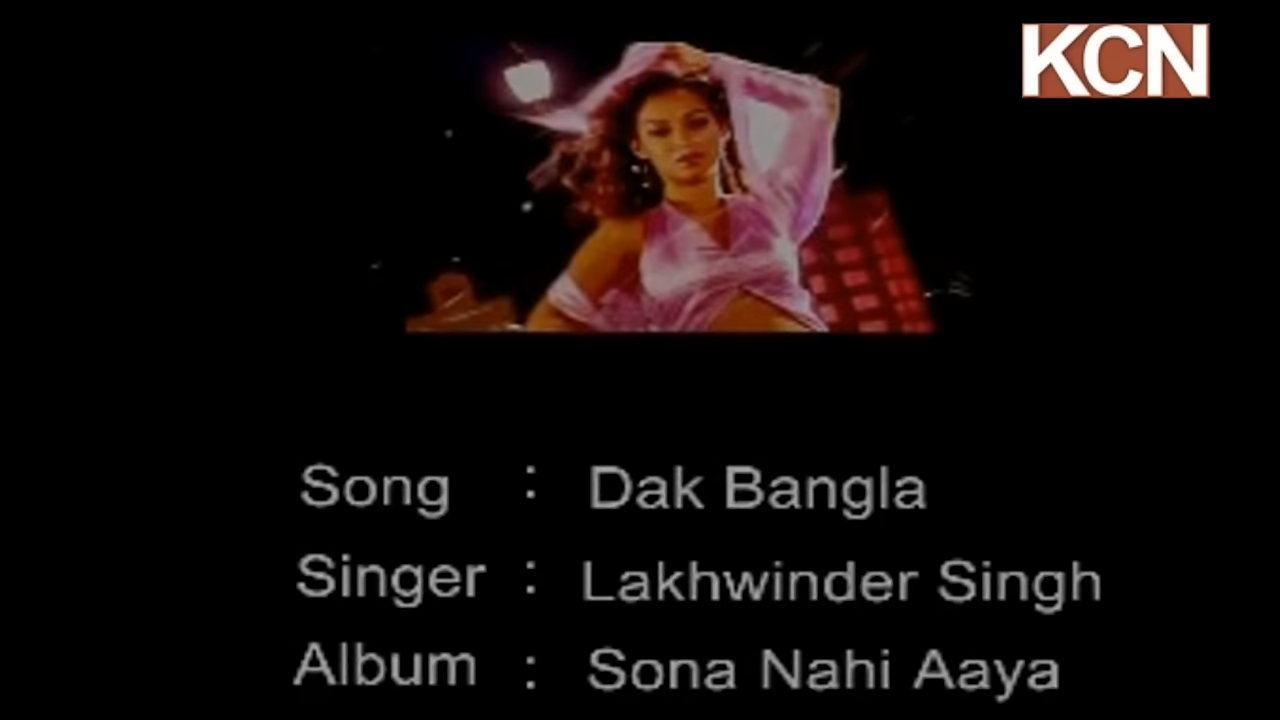 KCN
Song : Dak Bangla
Singer : Lakhwinder Singh
Album : Sona Nahi Aaya